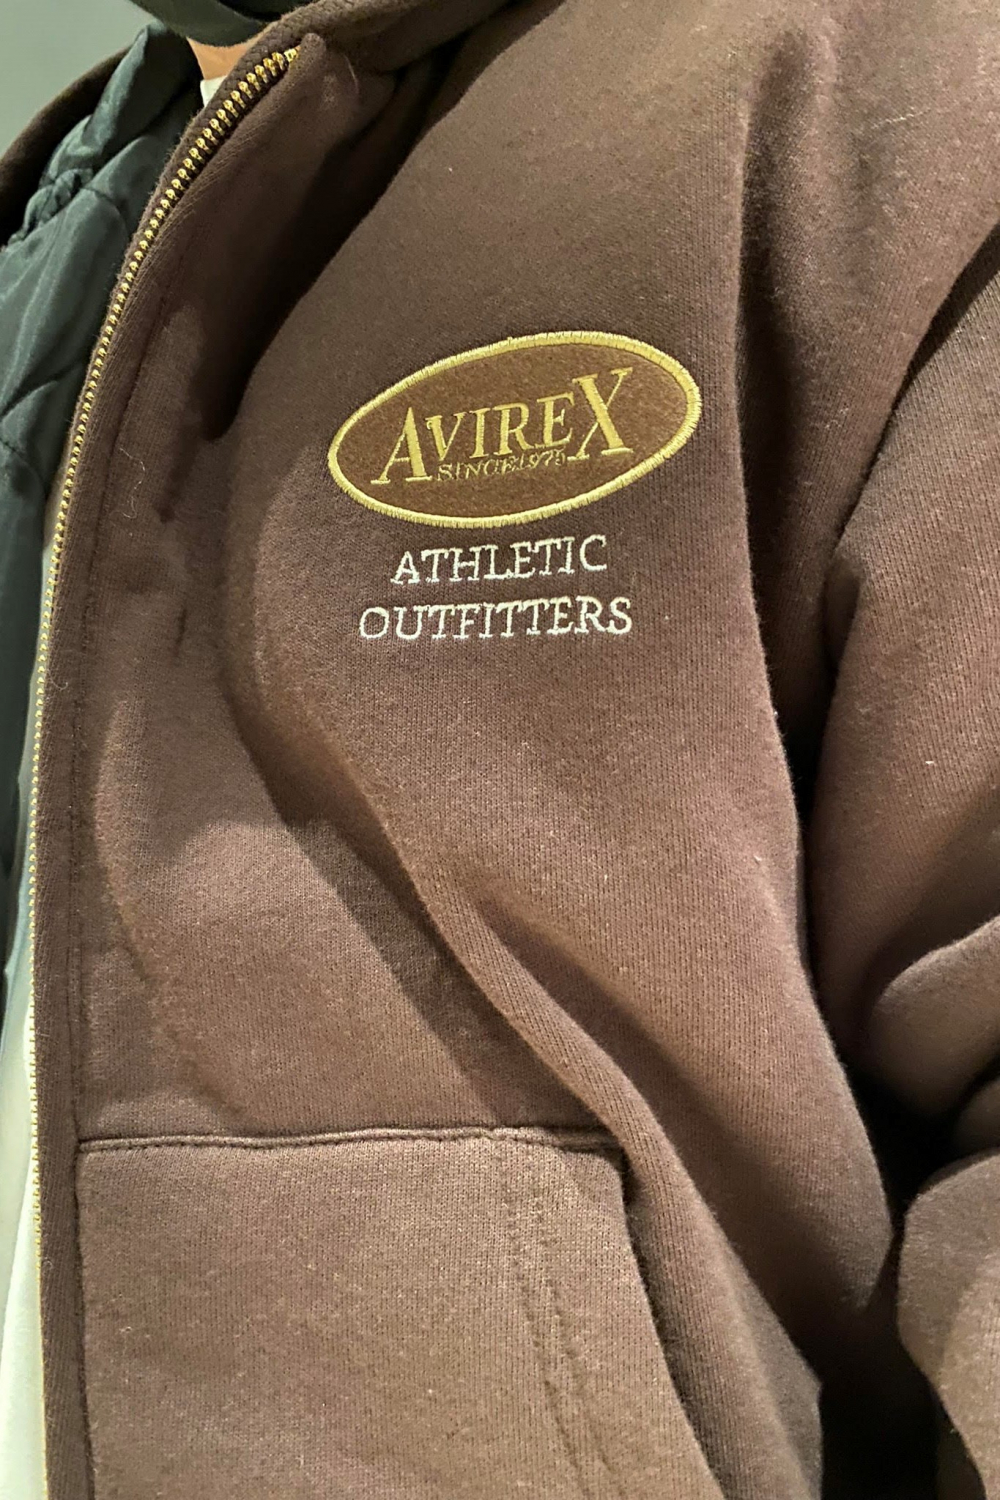 AVIREX
SINCE1975
ATHLETIC
OUTFITTERS